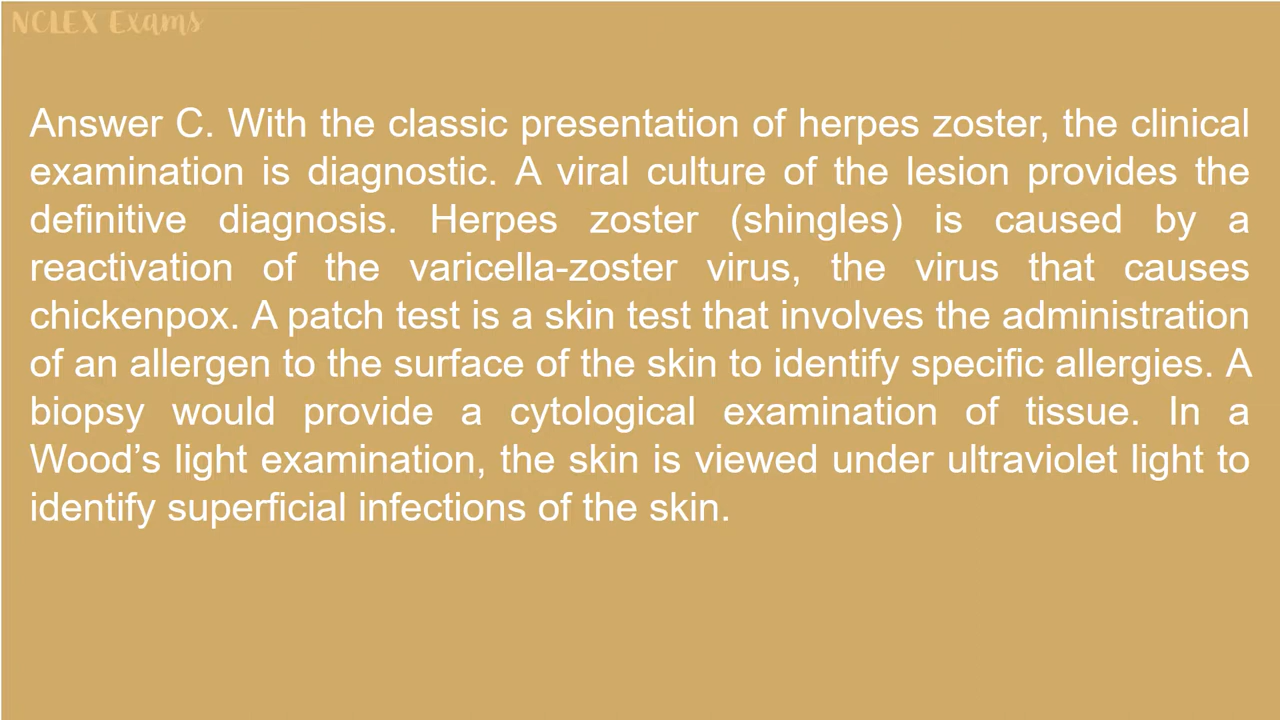 NCLEX Exams
Answer C. With the classic presentation of herpes zoster, the clinical
examination is diagnostic. A viral culture of the lesion provides the
definitive diagnosis. Herpes zoster (shingles) is caused by a
reactivation of the varicella-zoster virus, the virus that causes
chickenpox. A patch test is a skin test that involves the administration
of an allergen to the surface of the skin to identify specific allergies. A
biopsy would provide a cytological examination of tissue. In a
Wood’s light examination, the skin is viewed under ultraviolet light to
identify superficial infections of the skin.